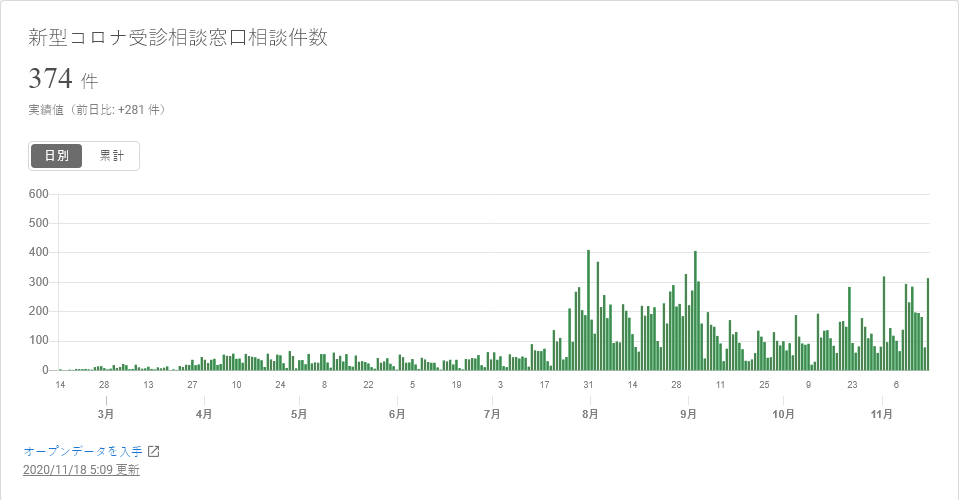 新型コロナ受診相談窓口相談件数
374 件
実績値（前日比: +281 件）
日別 累計
600
500
400
300
200
100
0
14 28 13 27 10 24 8 22 5 19 3 17 31 14 28 11 25 9 23 6
3月 4月 5月 6月 7月 8月 9月 10月 11月
オープンデータを入手
2020/11/18 5:09 更新